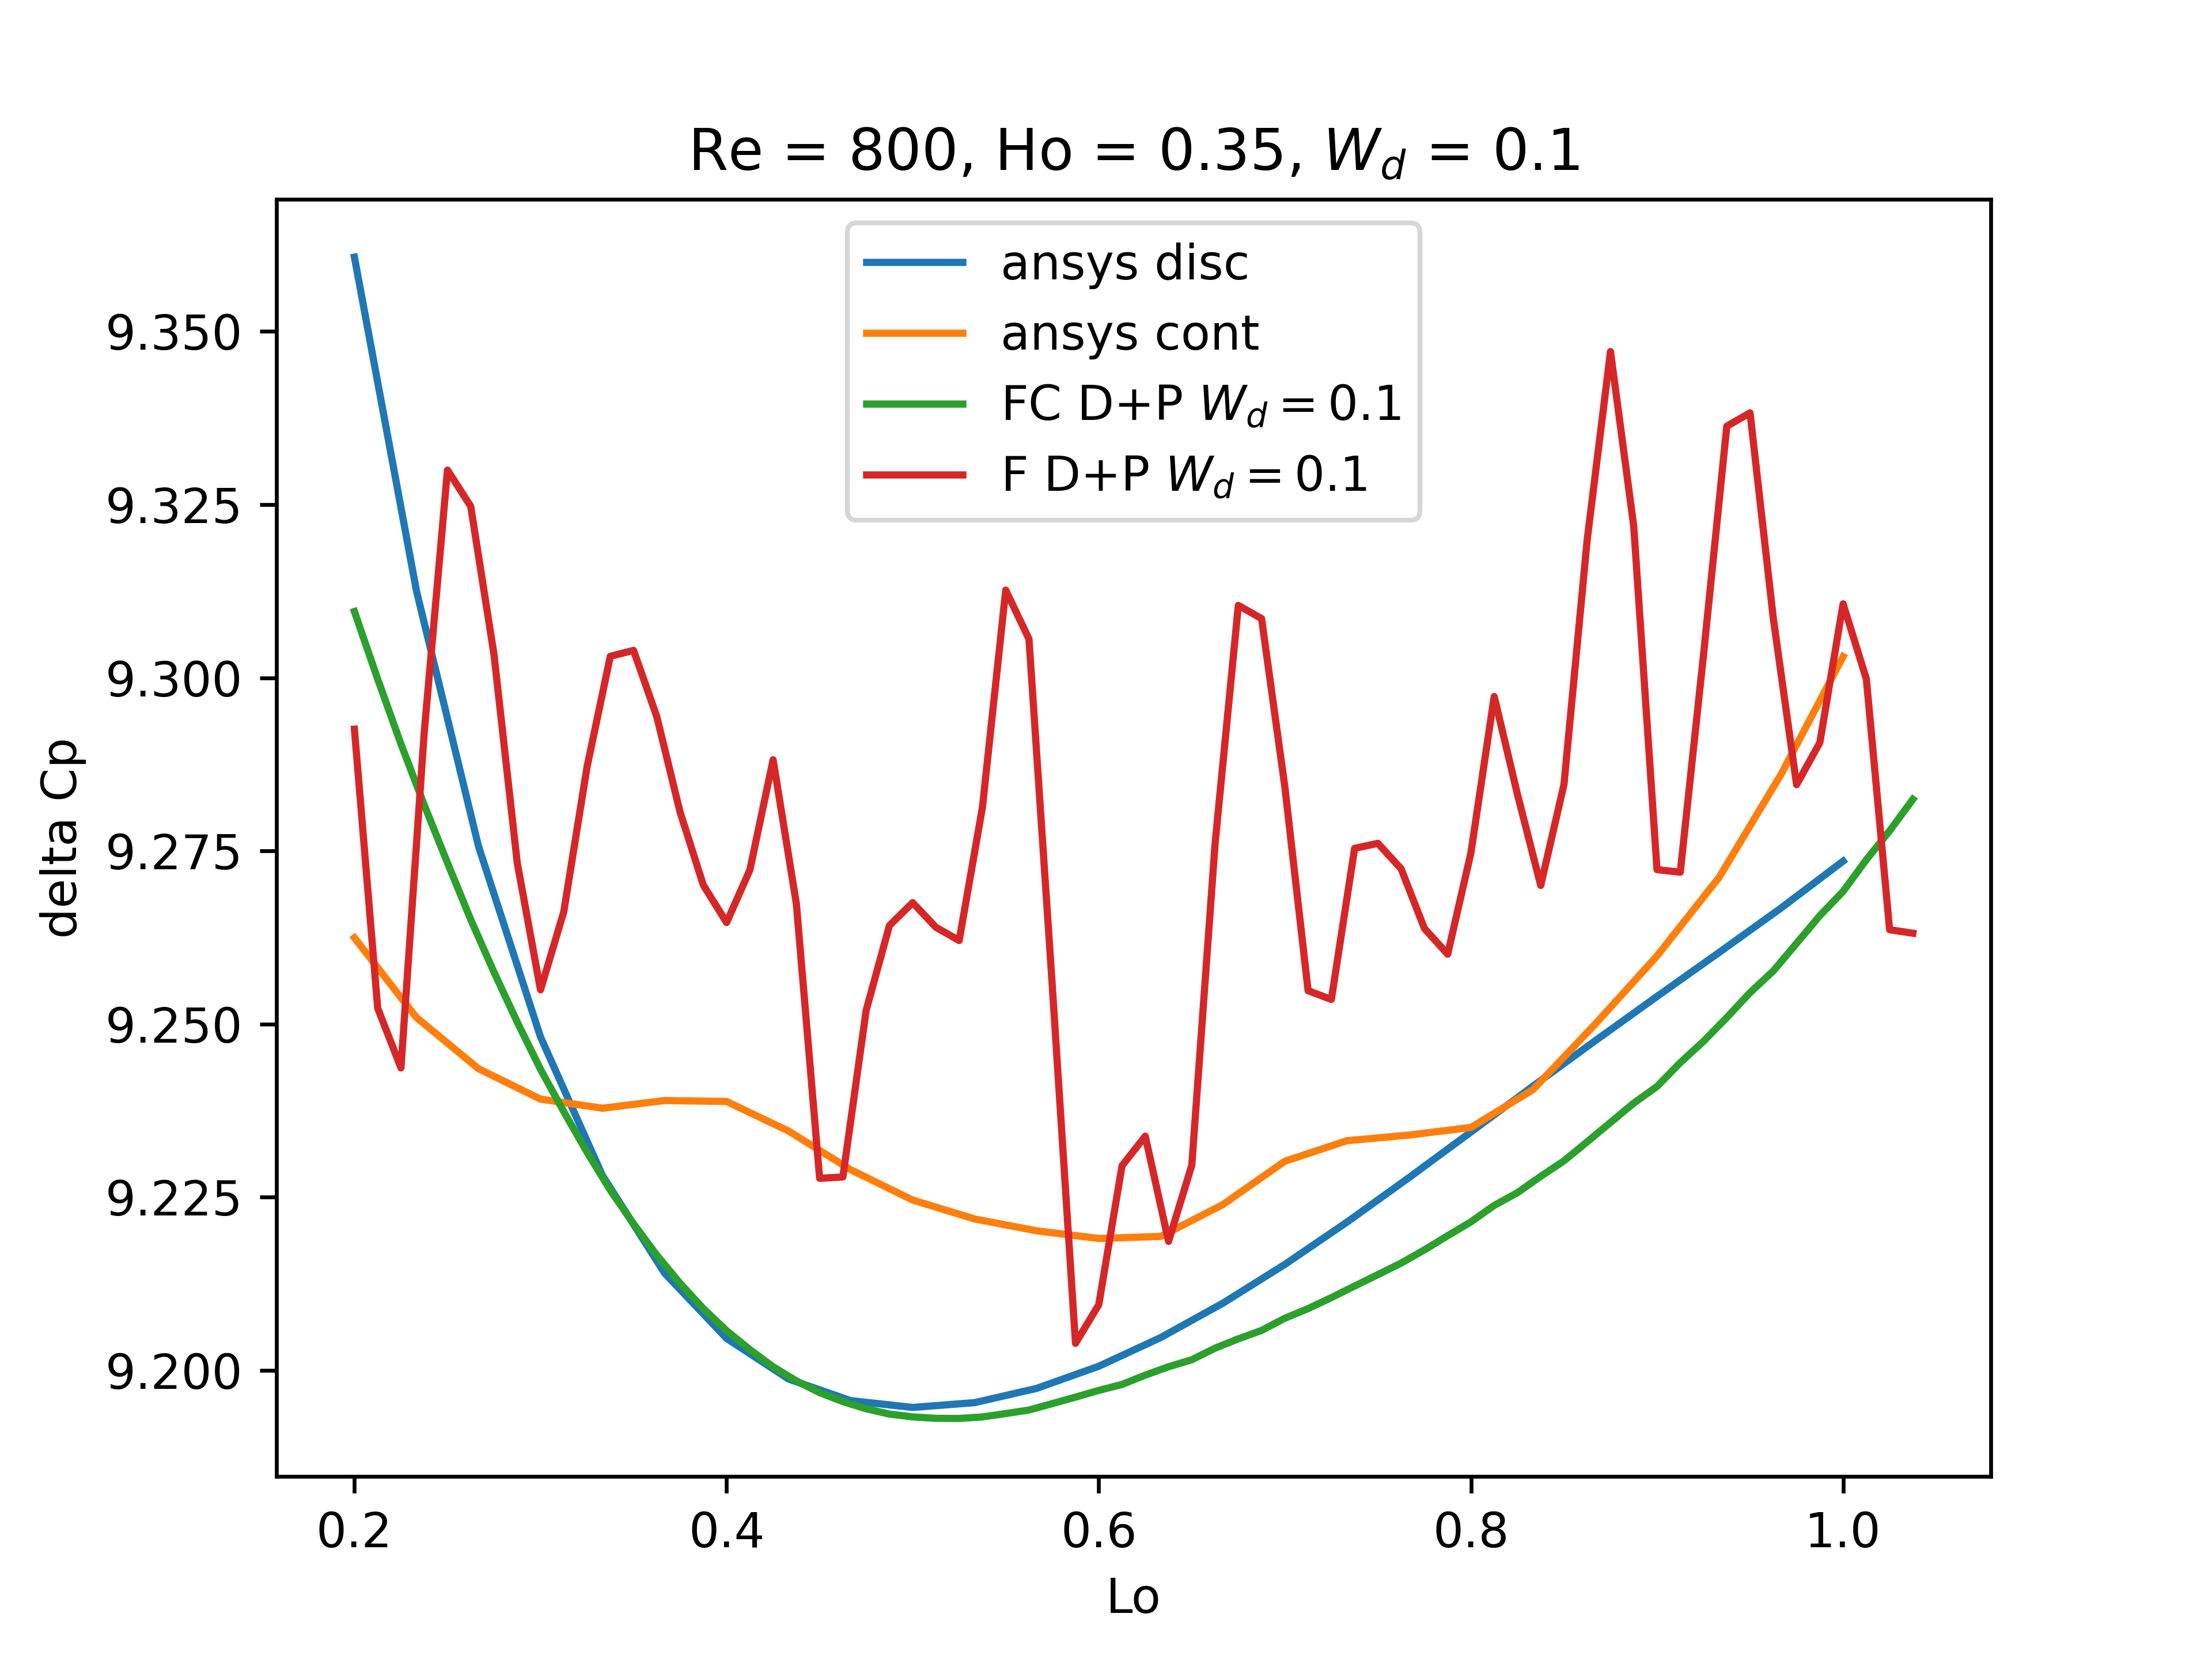 Re = 800, Ho = 0.35, W_d = 0.1
ansys disc
ansys cont
FC D+P W_d = 0.1
F D+P W_d = 0.1
delta Cp
9.350
9.325
9.300
9.275
9.250
9.225
9.200
0.2 0.4 0.6 0.8 1.0
Lo